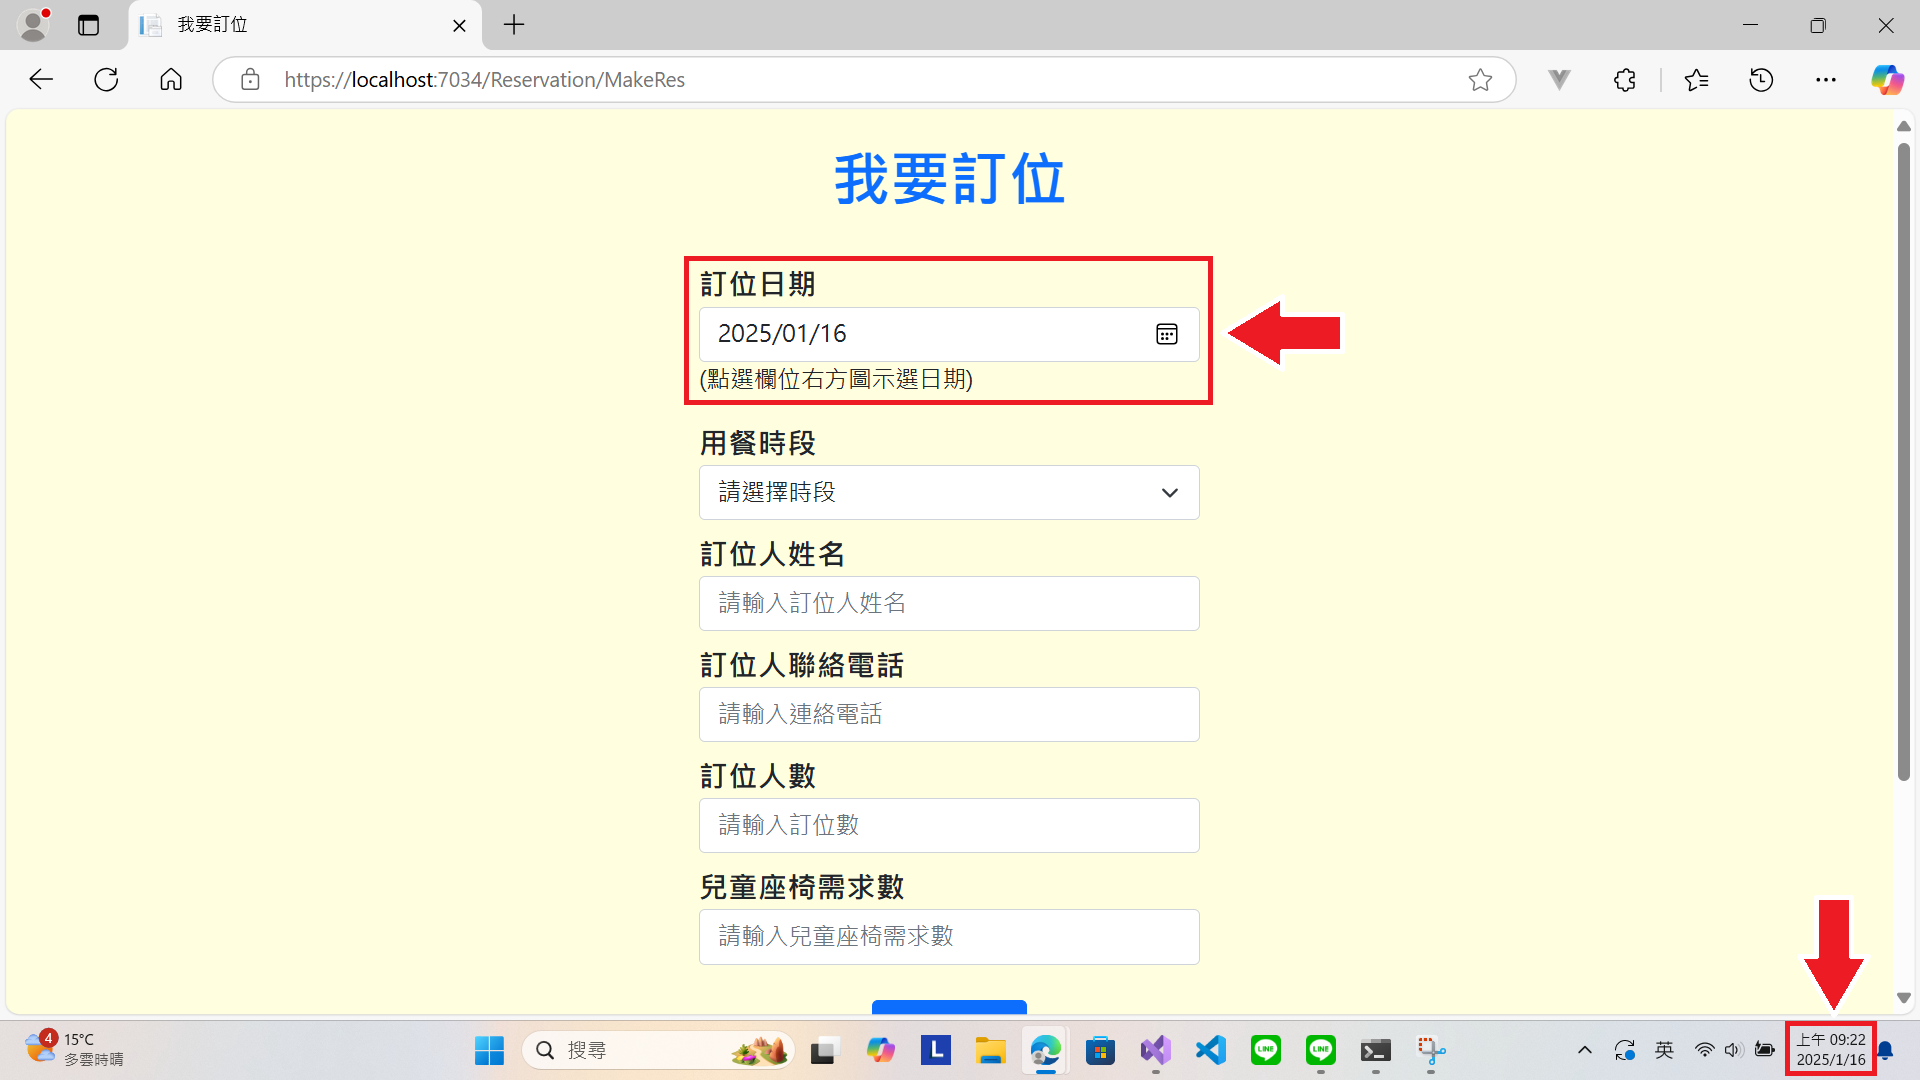 我要訂位
https://localhost:7034/Reservation/MakeRes
我要訂位
訂位日期
2025/01/16
(點選欄位右方圖示選日期)
用餐時段
請選擇時段
訂位人姓名
請輸入訂位人姓名
訂位人聯絡電話
請輸入連絡電話
訂位人數
請輸入訂位數
兒童座椅需求數
請輸入兒童座椅需求數
4
15°C
多雲時晴
搜尋
L
LINE
LINE
英
上午 09:22
2025/1/16